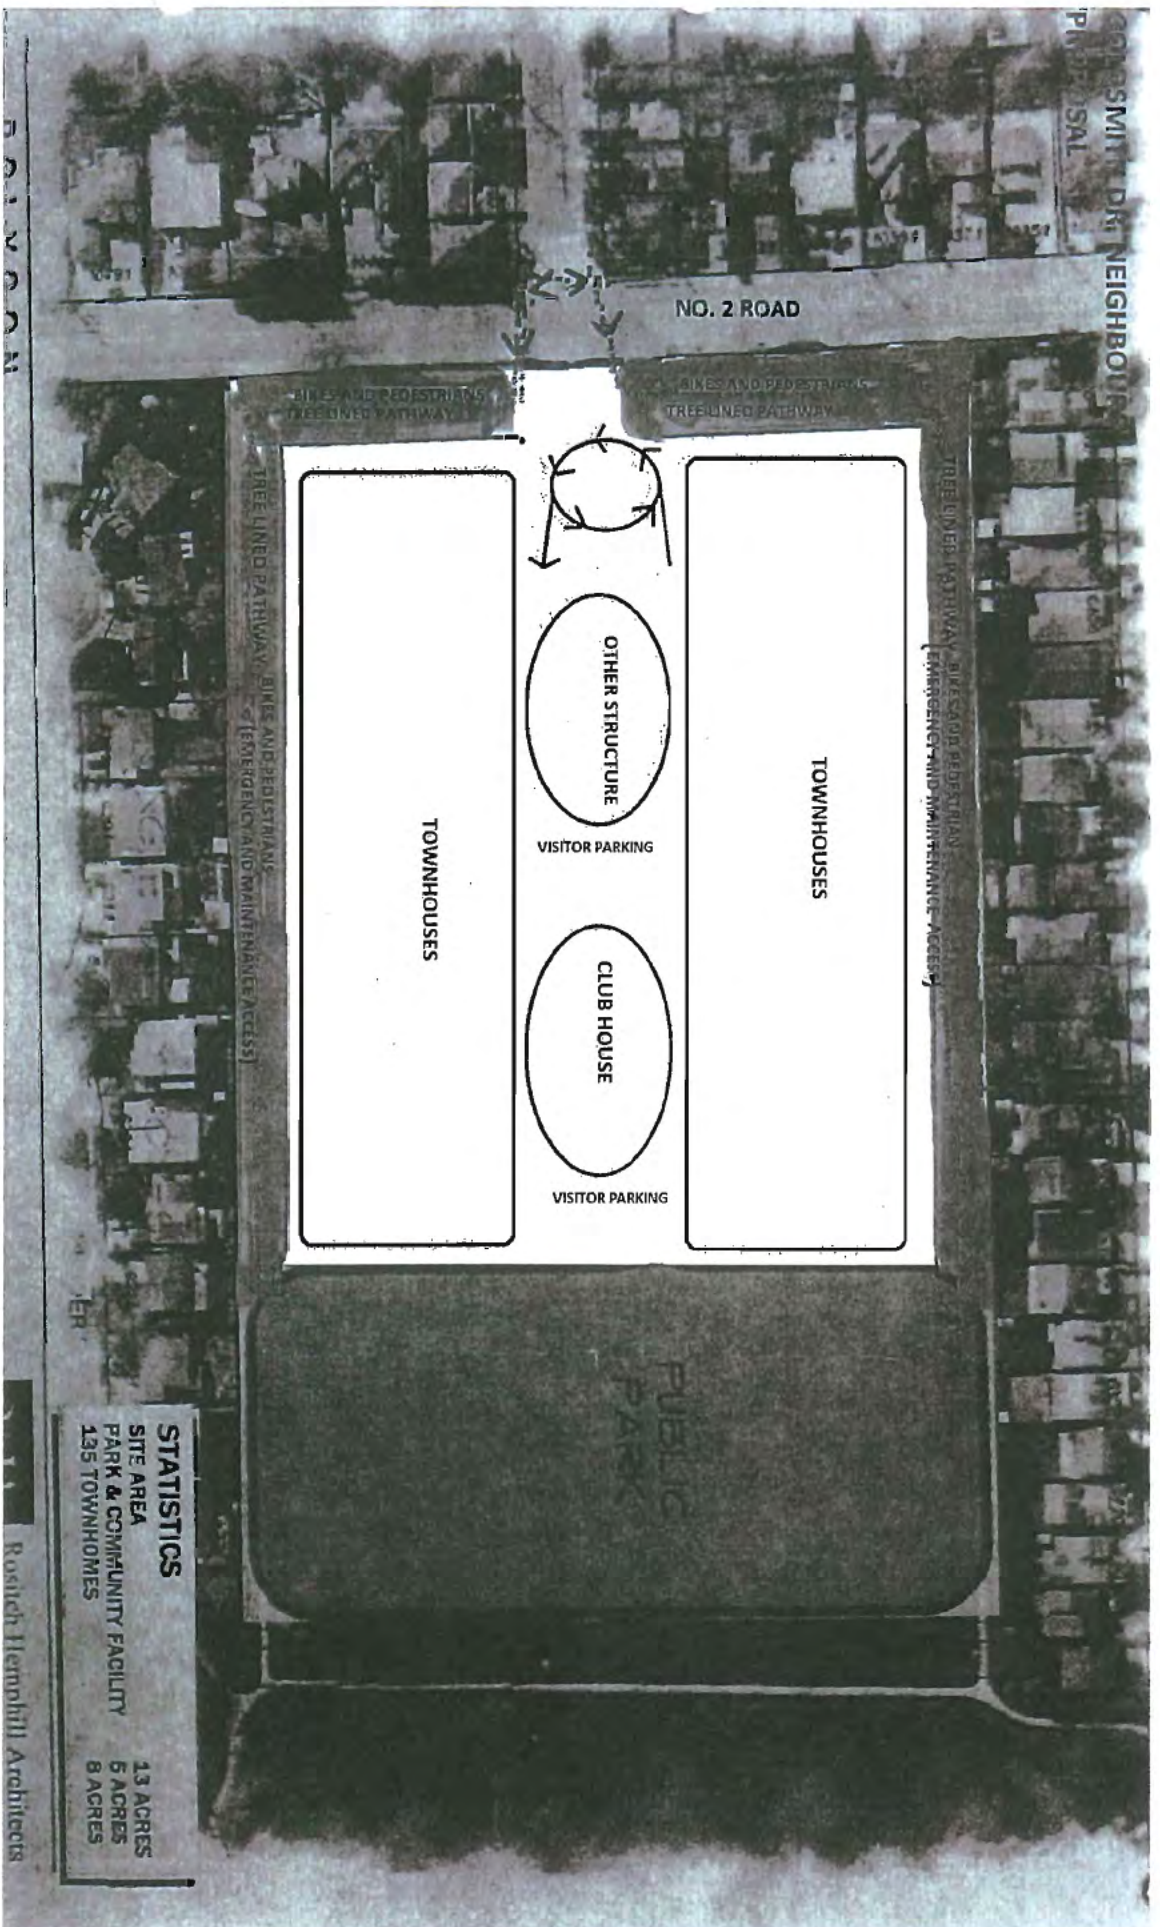 NEIGHBOUR
NO. 2 ROAD
BIKES AND PEDESTRIANS
TREE LINED PATHWAY
BIKES AND PEDESTRIANS
TREE LINED PATHWAY
TREE LINED PATHWAY, BIKES AND PEDESTRIAN
(EMERGENCY AND MAINTENANCE ACCESS)
TOWNHOUSES
OTHER STRUCTURE
VISITOR PARKING
CLUB HOUSE
VISITOR PARKING
TOWNHOUSES
TREE LINED PATHWAY, BIKES AND PEDESTRIANS
(EMERGENCY AND MAINTENANCE ACCESS)
PUBLIC
PARK
STATISTICS
SITE AREA 13 ACRES
PARK & COMMUNITY FACILITY 5 ACRES
135 TOWNHOMES 8 ACRES
Rositch Hemphill Architects